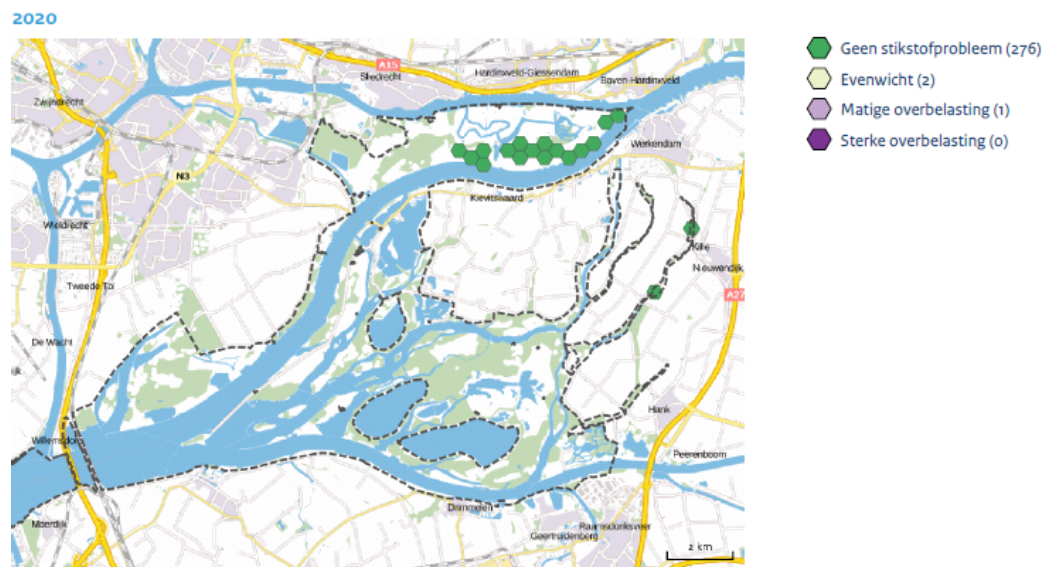 2020
Geen stikstofprobleem (276)
Evenwicht (2)
Matige overbelasting (1)
Sterke overbelasting (0)
A15
Sliedrecht
Hardinxveld-Giessendam
Boven-Hardinxveld
Zwijndrecht
Werkendam
N3
Kievitswaard
Wieldrecht
Kille
Nieuwendijk
Tweede Tol
A27
De Wacht
Hank
Willemsdorp
Peerenboom
Drimmelen
Moerdijk
Raamsdonksveer
Geertruidenberg
2 km